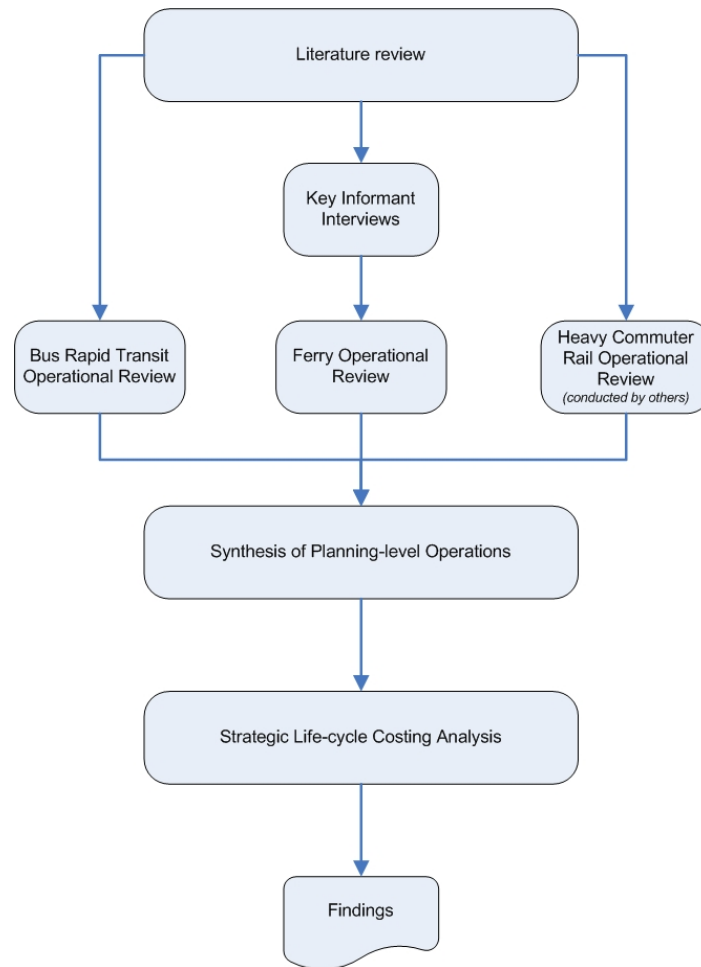 Literature review
Key Informant
Interviews
Bus Rapid Transit
Operational Review
Ferry Operational
Review
Heavy Commuter
Rail Operational
Review
(conducted by others)
Synthesis of Planning-level Operations
Strategic Life-cycle Costing Analysis
Findings